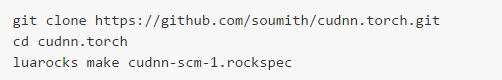 git clone https://github.com/soumith/cudnn.torch.git
cd cudnn.torch
luarocks make cudnn-scm-1.rockspec